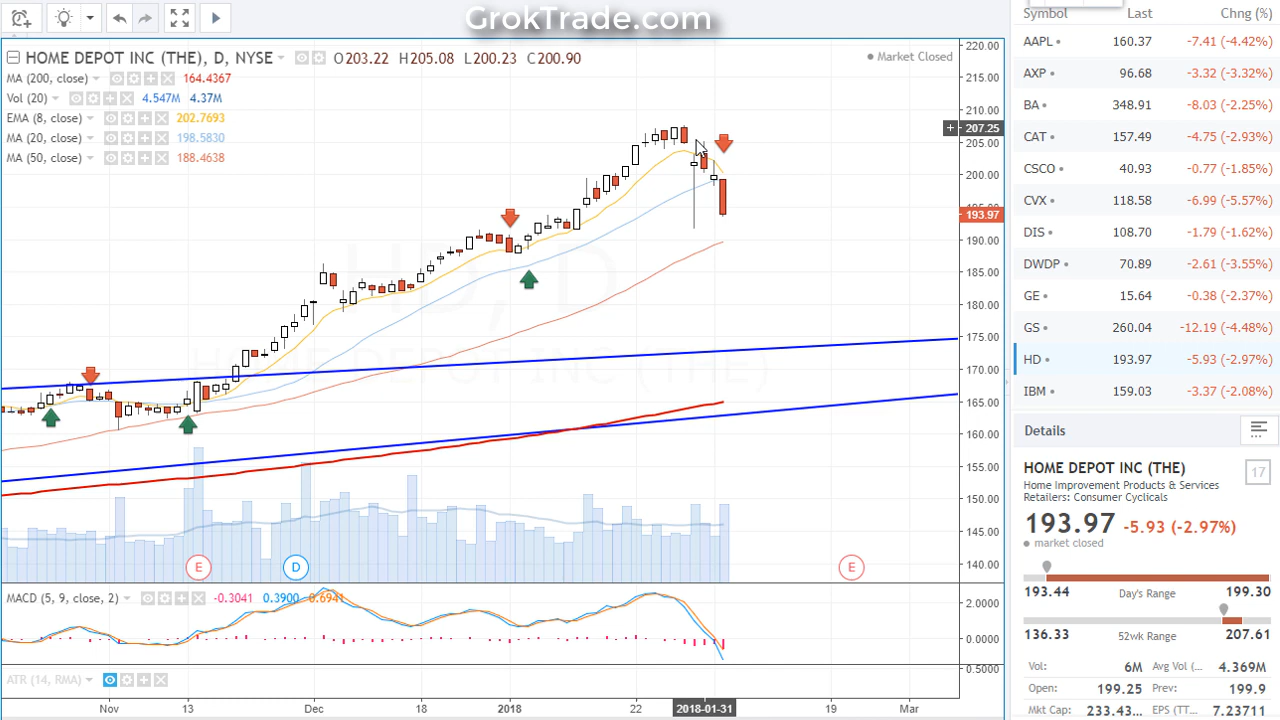 GrokTrade.com
HOME DEPOT INC (THE), D, NYSE O203.22 H205.08 L200.23 C200.90
Market Closed
MA (200, close) 164.4367
Vol (20) 4.547M 4.37M
EMA (8, close) 202.7693
MA (20, close) 198.5830
MA (50, close) 188.4638
HD, D
HOME DEPOT INC (THE)
220.00
215.00
210.00
207.25
205.00
200.00
195.00
193.97
190.00
185.00
180.00
175.00
170.00
165.00
160.00
155.00
150.00
145.00
140.00
E
D
E
MACD (5, 9, close, 2) -0.3041 0.3900 0.6941
2.0000
0.0000
ATR (14, RMA)
0.5000
Nov 13 Dec 18 2018 22 2018-01-31 19 Mar
Symbol Last Chng (%)
AAPL 160.37 -7.41 (-4.42%)
AXP 96.68 -3.32 (-3.32%)
BA 348.91 -8.03 (-2.25%)
CAT 157.49 -4.75 (-2.93%)
CSCO 40.93 -0.77 (-1.85%)
CVX 118.58 -6.99 (-5.57%)
DIS 108.70 -1.79 (-1.62%)
DWDP 70.89 -2.61 (-3.55%)
GE 15.64 -0.38 (-2.37%)
GS 260.04 -12.19 (-4.48%)
HD 193.97 -5.93 (-2.97%)
IBM 159.03 -3.37 (-2.08%)
Details
HOME DEPOT INC (THE) 17
Home Improvement Products & Services
Retailers: Consumer Cyclicals
193.97 -5.93 (-2.97%)
market closed
193.44 Day's Range 199.30
136.33 52wk Range 207.61
Vol: 6M Avg Vol (... 4.369M
Open: 199.25 Prev: 199.9
Mkt Cap: 233.43... EPS (TT... 7.23711